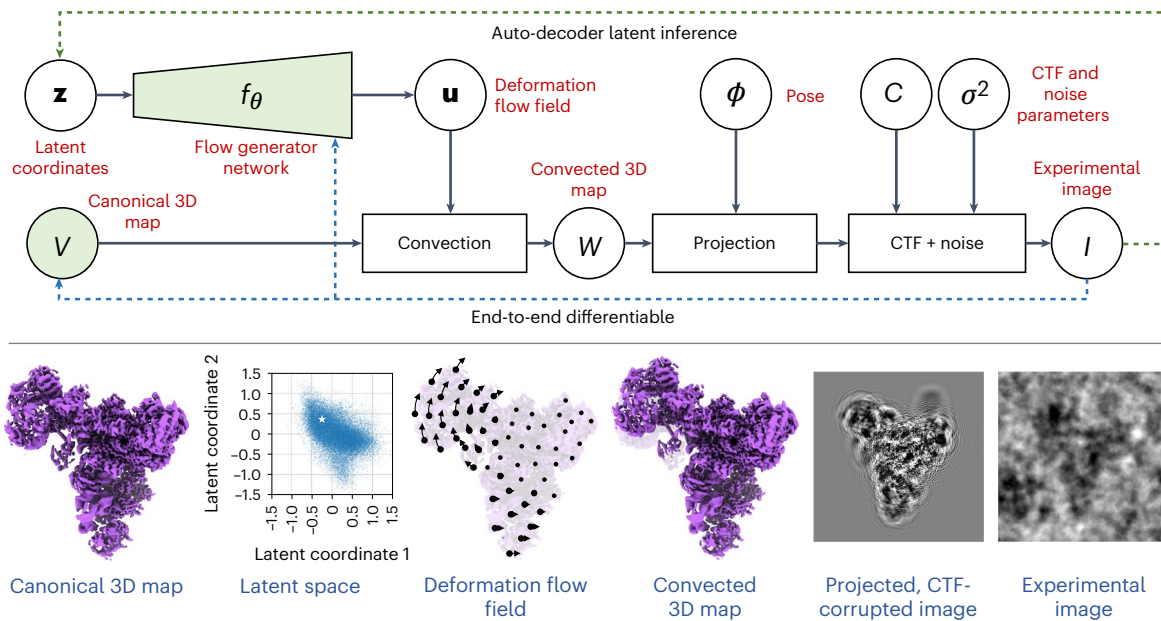 Auto-decoder latent inference
z
fθ
u
Deformation
flow field
ϕ
Pose
C
σ²
CTF and
noise
parameters
Latent
coordinates
Flow generator
network
Canonical 3D
map
Convected 3D
map
Experimental
image
V
Convection
W
Projection
CTF + noise
I
End-to-end differentiable
Latent coordinate 2
1.5
1.0
0.5
0
–0.5
–1.0
–1.5
–1.5
–1.0
–0.5
0
0.5
1.0
1.5
Latent coordinate 1
Canonical 3D map
Latent space
Deformation flow
field
Convected
3D map
Projected, CTF-
corrupted image
Experimental
image